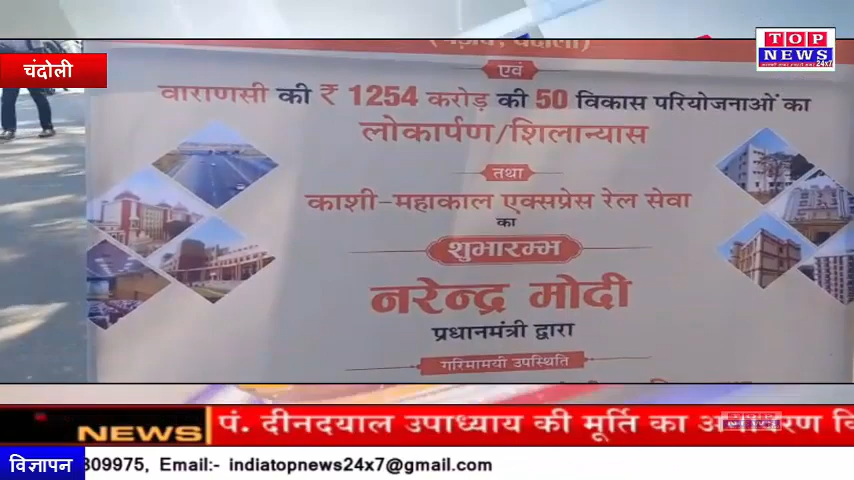 TOP
NEWS
24x7
चंदोली
एवं
वाराणसी की ₹ 1254 करोड़ की 50 विकास परियोजनाओं का
लोकार्पण/शिलान्यास
तथा
काशी-महाकाल एक्सप्रेस रेल सेवा
का
शुभारम्भ
नरेन्द्र मोदी
प्रधानमंत्री द्वारा
गरिमामयी उपस्थिति
NEWS पं. दीनदयाल उपाध्याय की मूर्ति का
विज्ञापन 309975, Email:- indiatopnews24x7@gmail.com